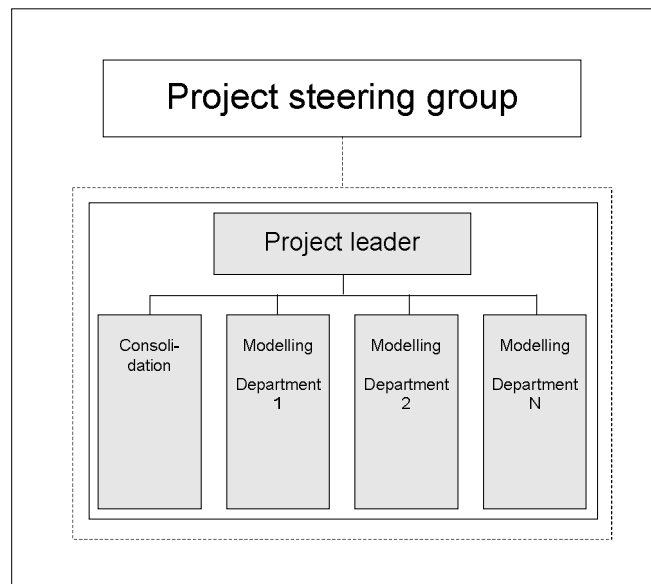 Project steering group
Project leader
Consoli-
dation
Modelling
Department
1
Modelling
Department
2
Modelling
Department
N